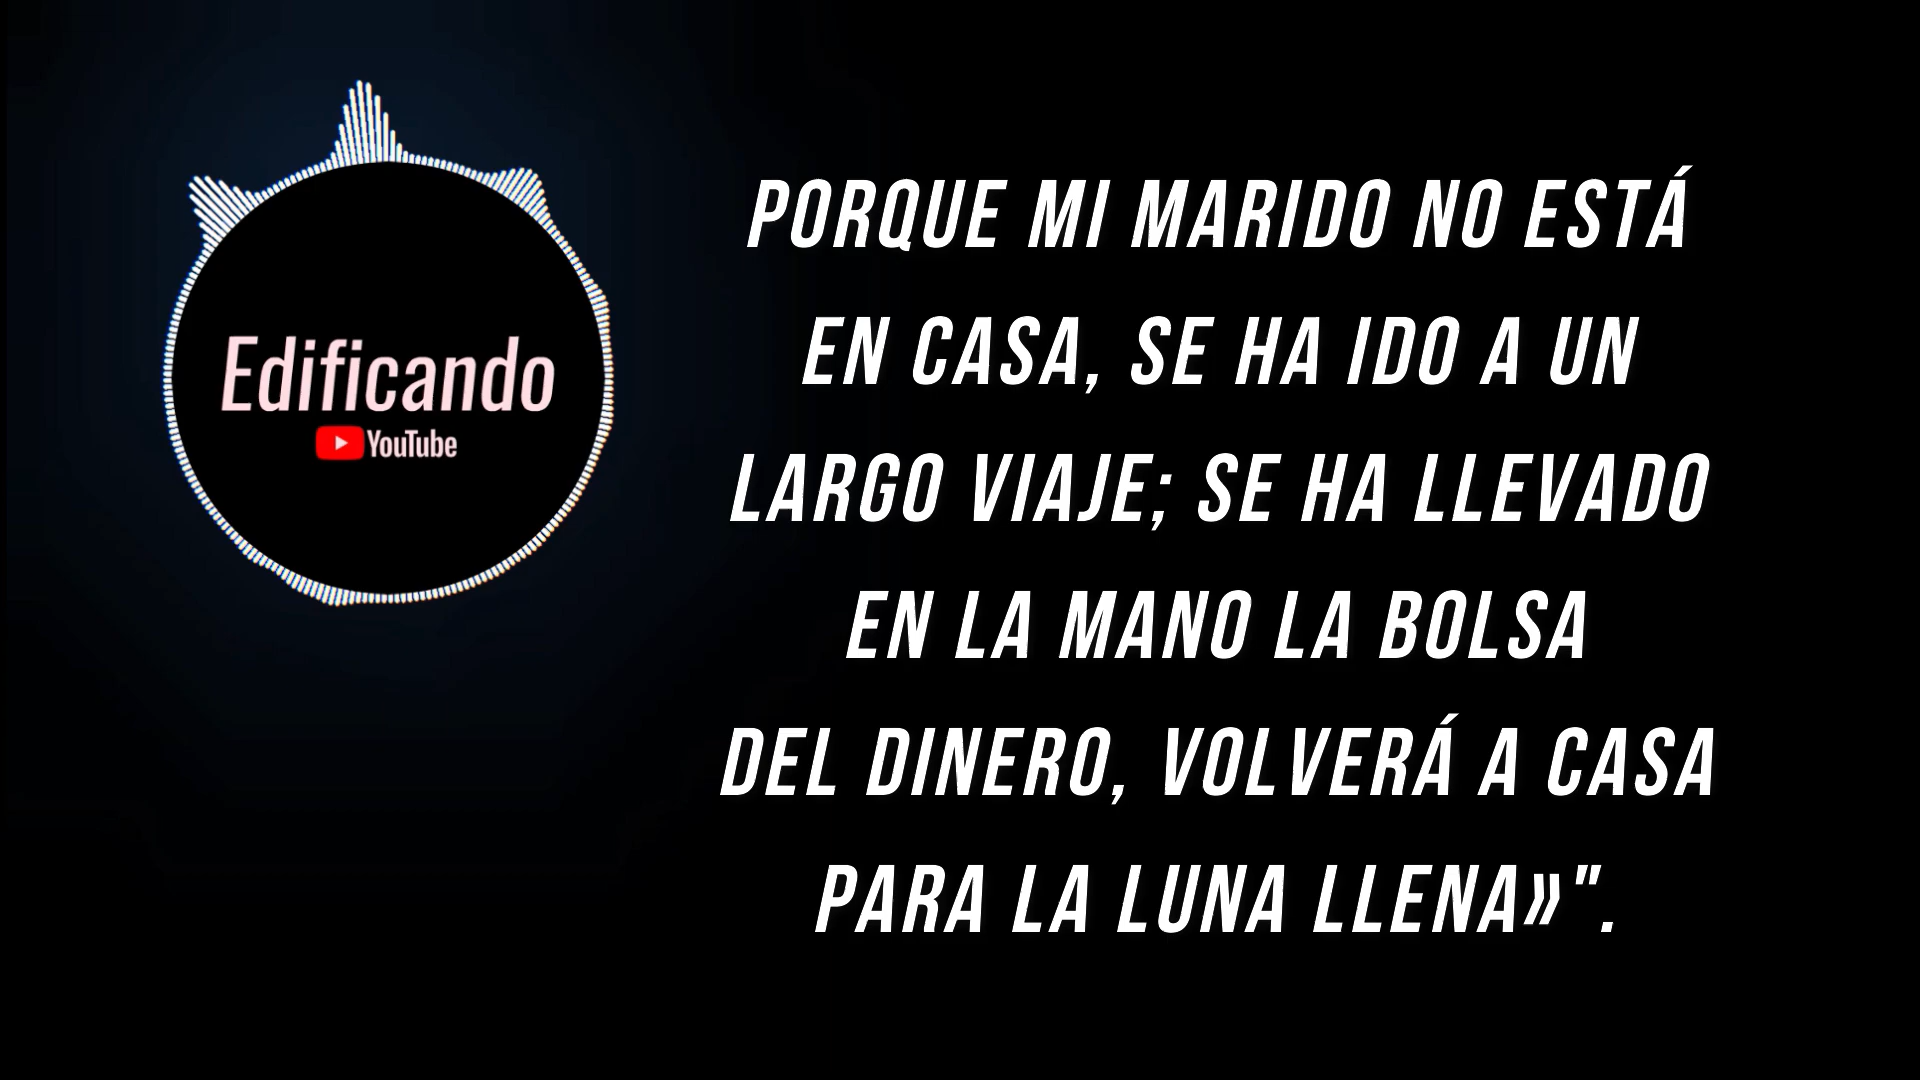 Edificando
YouTube
PORQUE MI MARIDO NO ESTÁ
EN CASA, SE HA IDO A UN
LARGO VIAJE; SE HA LLEVADO
EN LA MANO LA BOLSA
DEL DINERO, VOLVERÁ A CASA
PARA LA LUNA LLENA»".